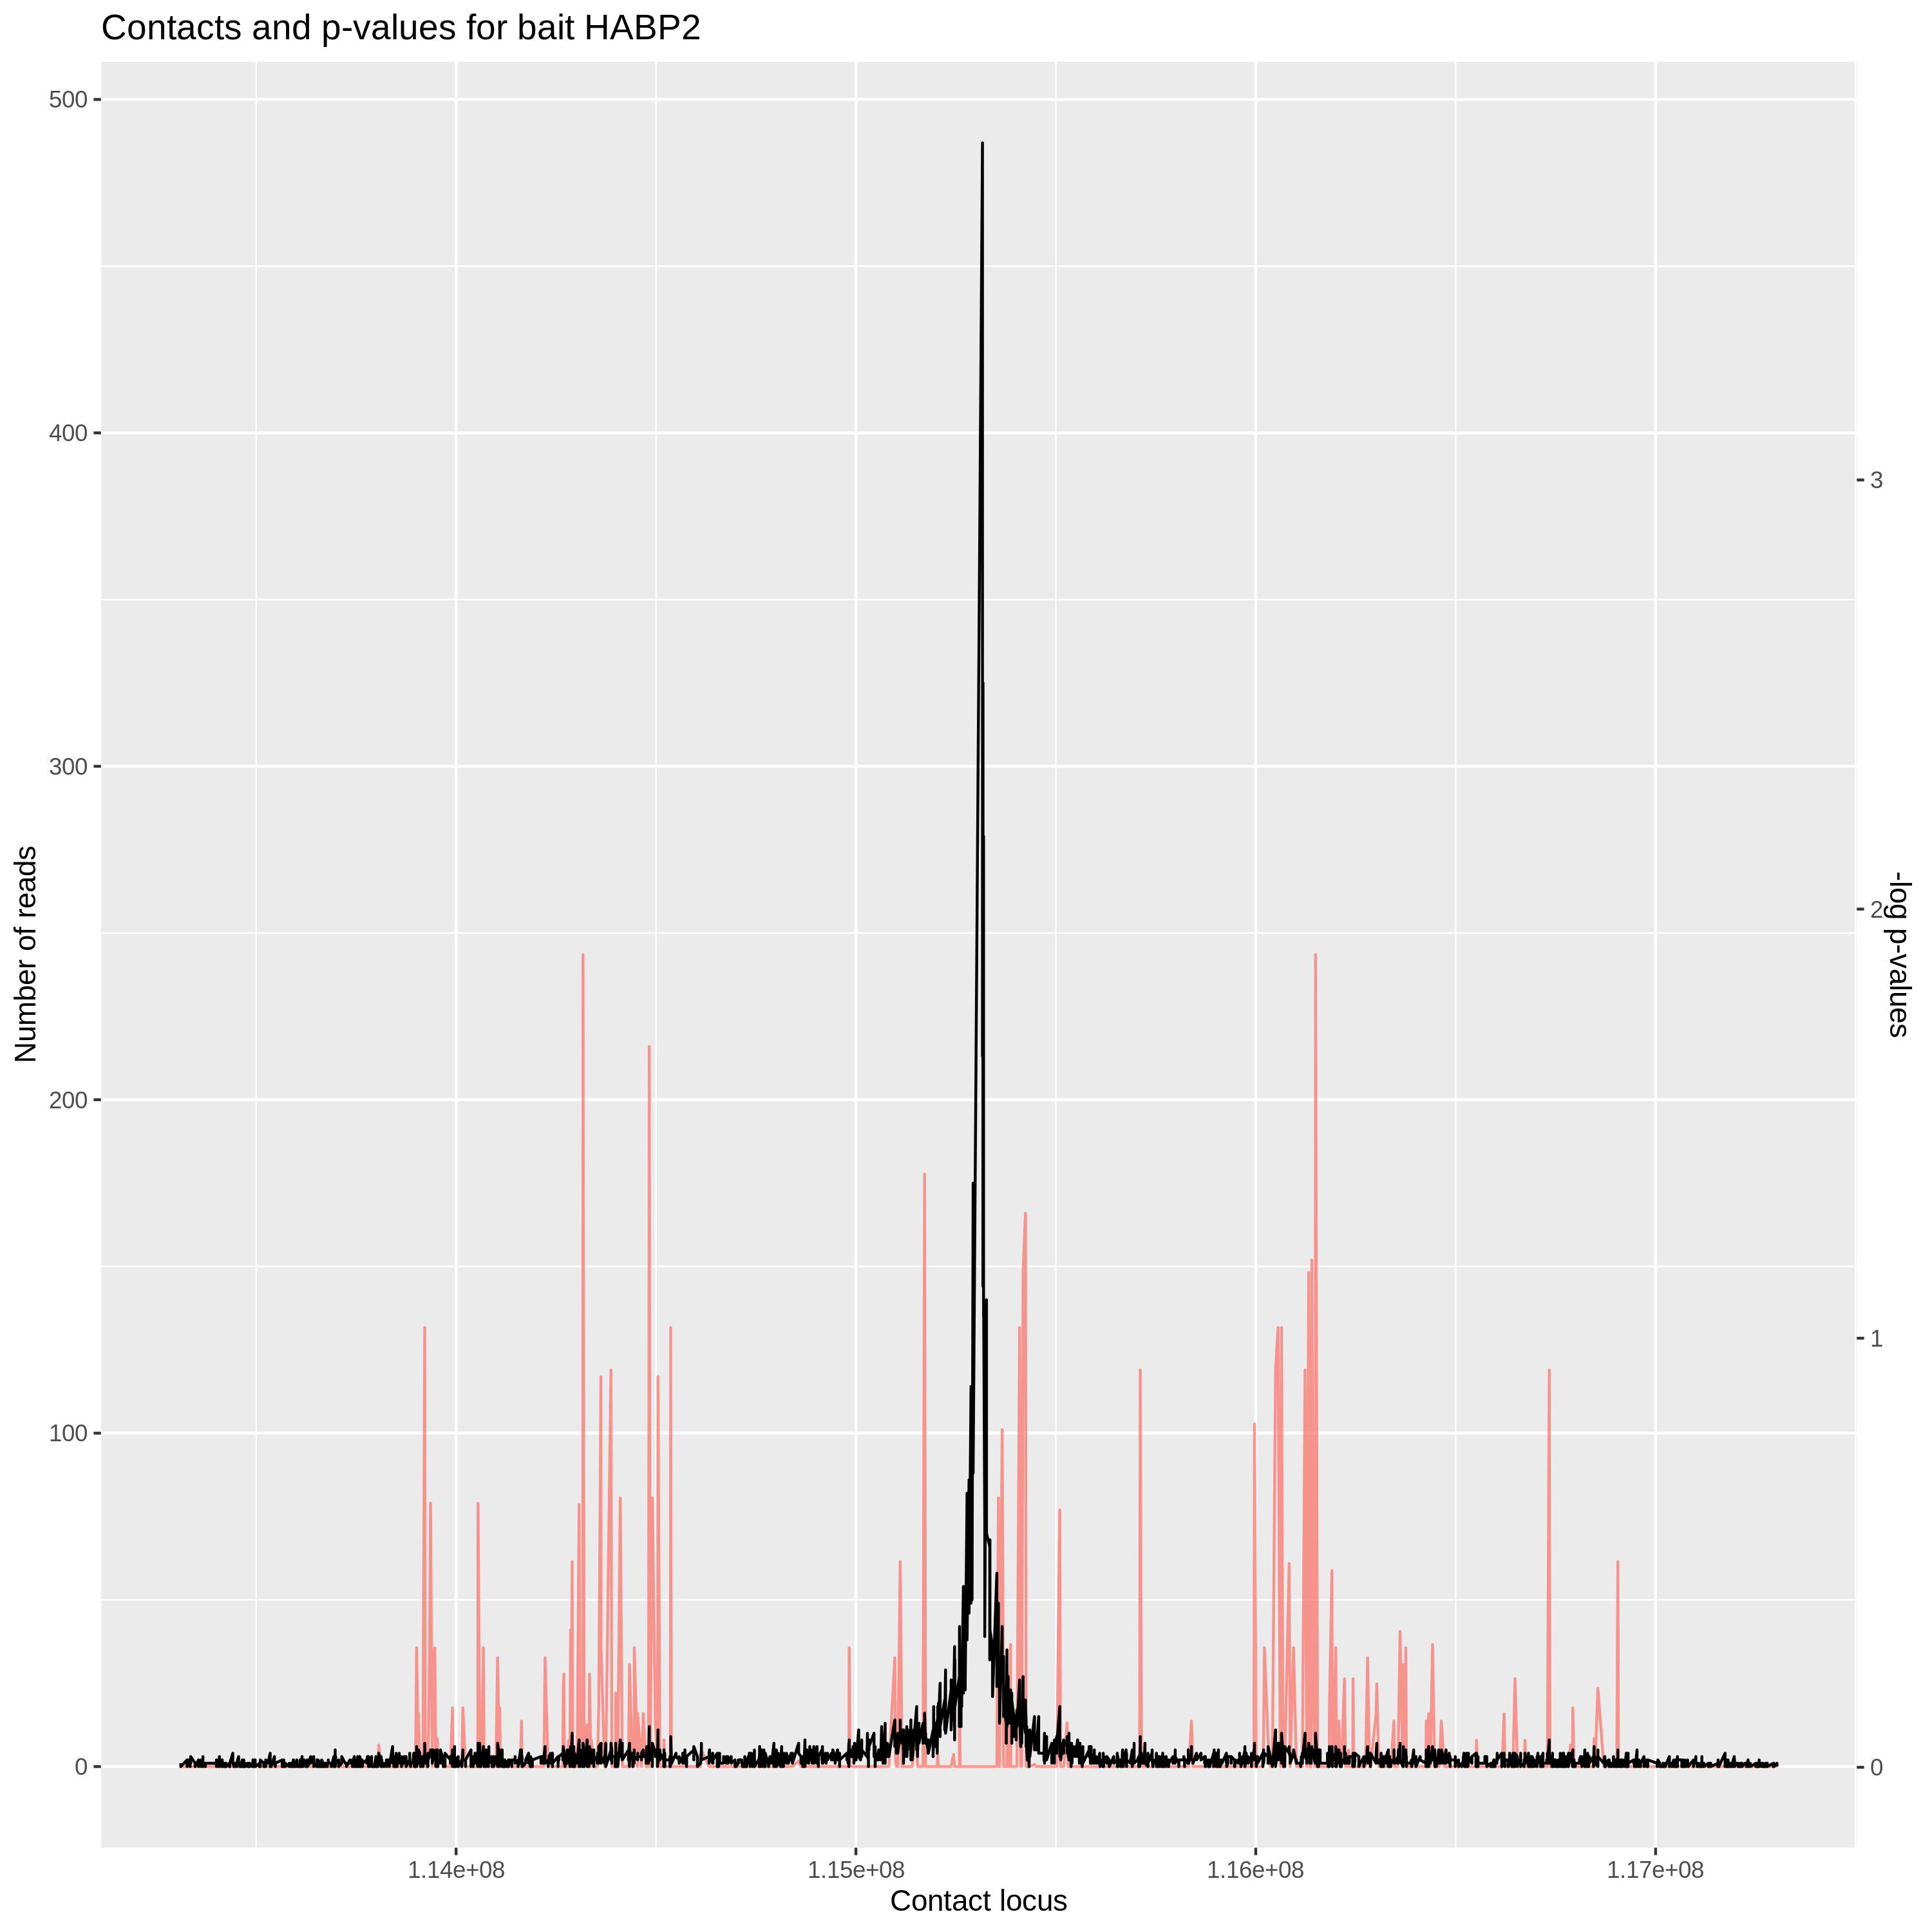 Contacts and p-values for bait HABP2
500
400
300
200
100
0
Number of reads
3
2
1
0
-log p-values
1.14e+08 1.15e+08 1.16e+08 1.17e+08
Contact locus